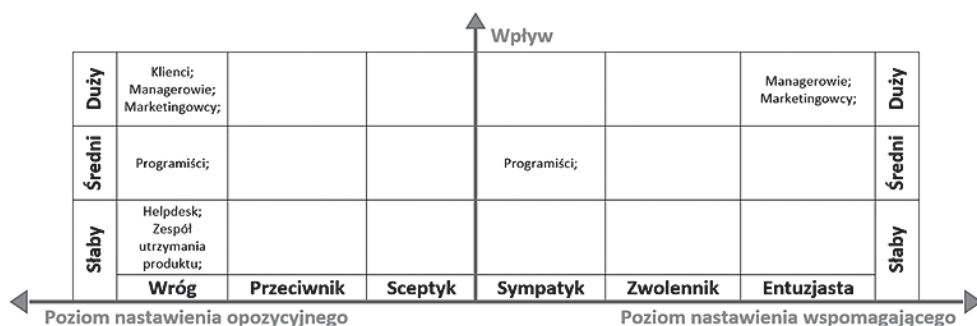 Wpływ
Duży
Klienci;
Managerowie;
Marketingowcy;
Managerowie;
Marketingowcy;
Duży
Średni
Programiści;
Programiści;
Średni
Słaby
Helpdesk;
Zespół
utrzymania
produktu;
Słaby
Wróg Przeciwnik Sceptyk Sympatyk Zwolennik Entuzjasta
Poziom nastawienia opozycyjnego Poziom nastawienia wspomagającego